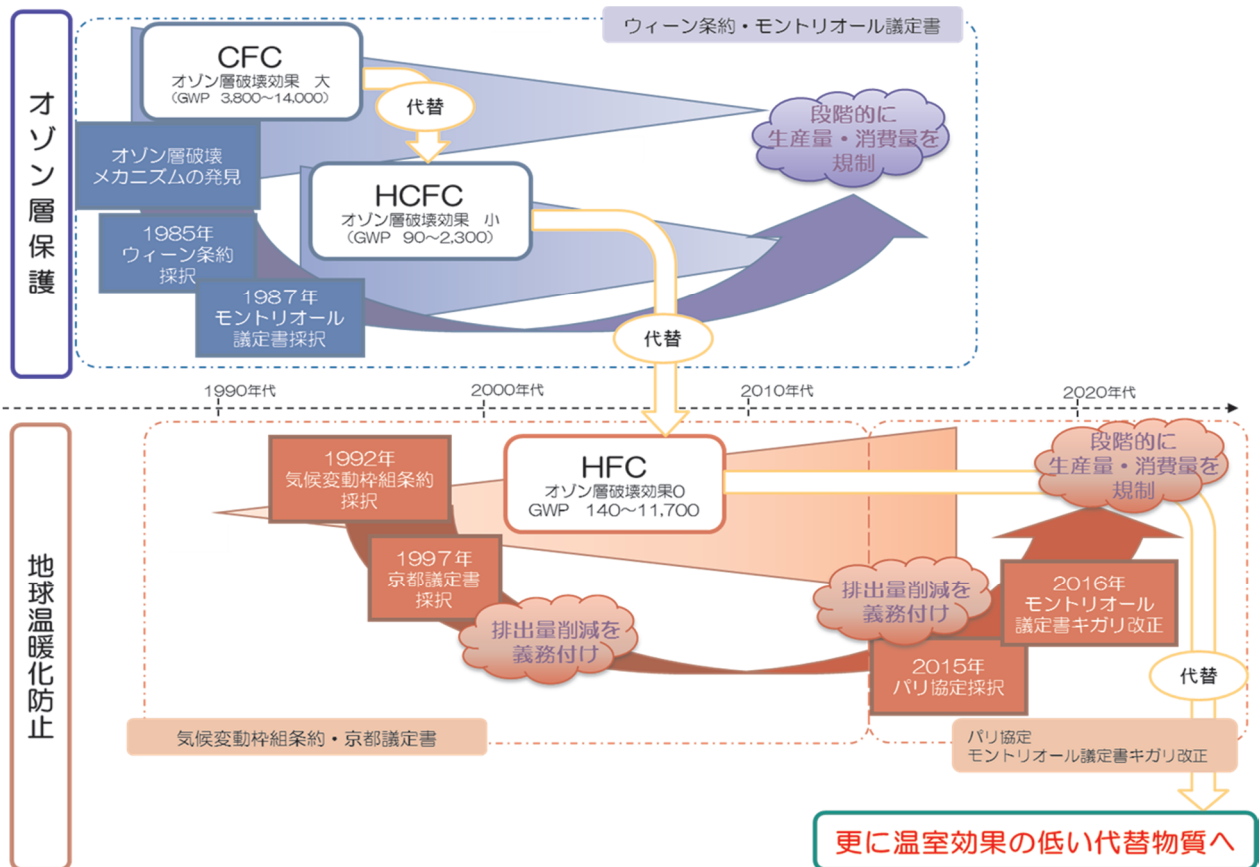 オゾン層保護
ウィーン条約・モントリオール議定書
CFC
オゾン層破壊効果 大
(GWP 3,800~14,000)
代替
段階的に
生産量・消費量を
規制
オゾン層破壊
メカニズムの発見
HCFC
オゾン層破壊効果 小
(GWP 90~2,300)
1985年
ウィーン条約
採択
1987年
モントリオール
議定書採択
代替
1990年代
2000年代
2010年代
2020年代
地球温暖化防止
1992年
気候変動枠組条約
採択
HFC
オゾン層破壊効果0
GWP 140~11,700
段階的に
生産量・消費量を
規制
1997年
京都議定書
採択
排出量削減を
義務付け
排出量削減を
義務付け
2016年
モントリオール
議定書キガリ改正
2015年
パリ協定採択
代替
気候変動枠組条約・京都議定書
パリ協定
モントリオール議定書キガリ改正
更に温室効果の低い代替物質へ